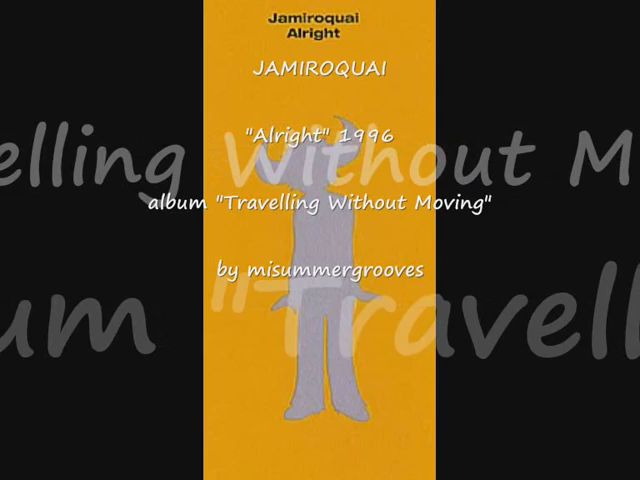 Jamiroquai
Alright
JAMIROQUAI
"Alright" 1996
elling Without M
album "Travelling Without Moving"
by misummergrooves
um "Travell